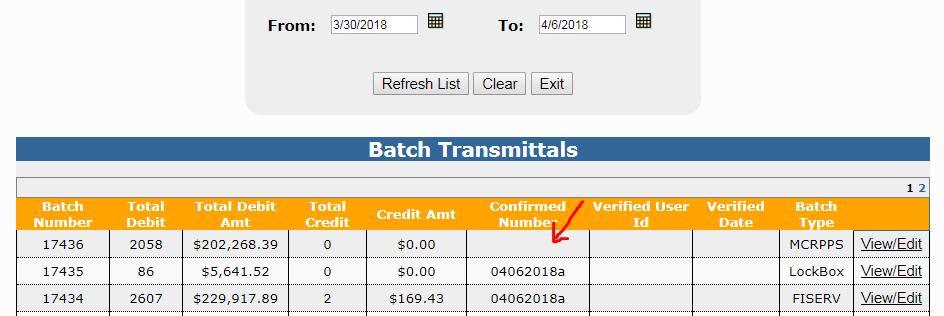 From: 3/30/2018 To: 4/6/2018
Refresh List Clear Exit
Batch Transmittals
1 2
Batch Number Total Debit Total Debit Amt Total Credit Credit Amt Confirmed Number Verified User Id Verified Date Batch Type
17436 2058 $202,268.39 0 $0.00 MCRPPS View/Edit
17435 86 $5,641.52 0 $0.00 04062018a LockBox View/Edit
17434 2607 $229,917.89 2 $169.43 04062018a FISERV View/Edit